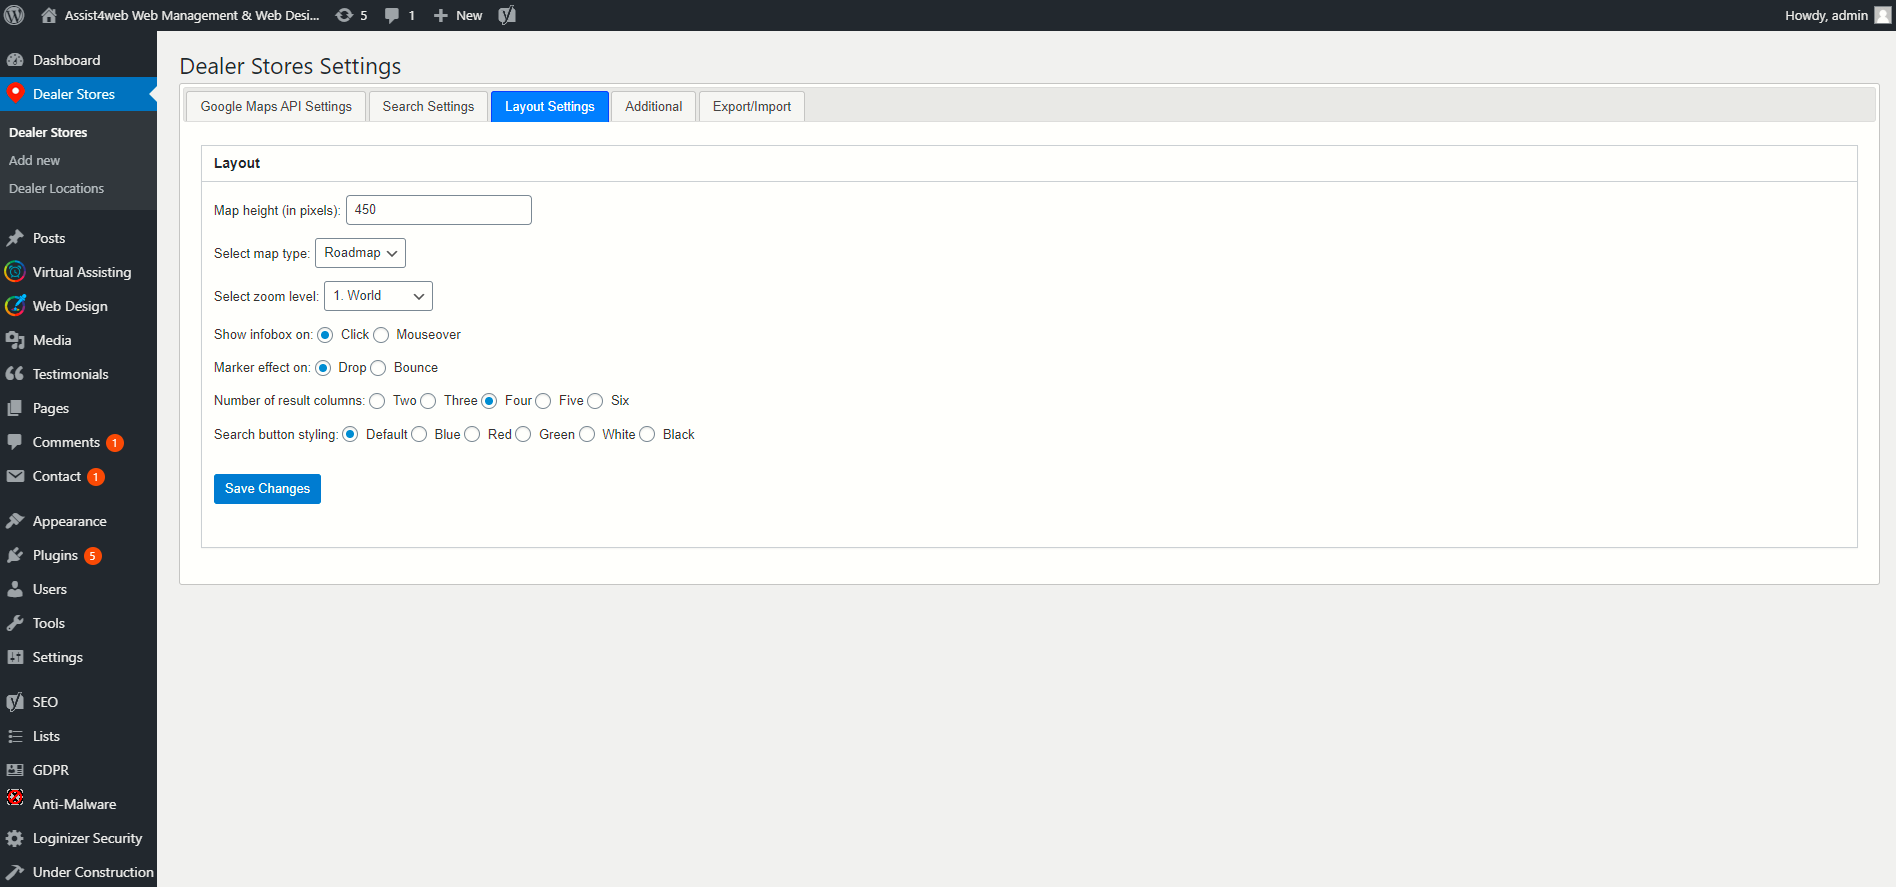 Assist4web Web Management & Web Desi... 5 1 New Howdy, admin
Dashboard
Dealer Stores
Dealer Stores
Add new
Dealer Locations
Posts
Virtual Assisting
Web Design
Media
Testimonials
Pages
Comments 1
Contact 1
Appearance
Plugins 5
Users
Tools
Settings
SEO
Lists
GDPR
Anti-Malware
Loginizer Security
Under Construction
Dealer Stores Settings
Google Maps API Settings Search Settings Layout Settings Additional Export/Import
Layout
Map height (in pixels): 450
Select map type: Roadmap
Select zoom level: 1. World
Show infobox on: Click Mouseover
Marker effect on: Drop Bounce
Number of result columns: Two Three Four Five Six
Search button styling: Default Blue Red Green White Black
Save Changes